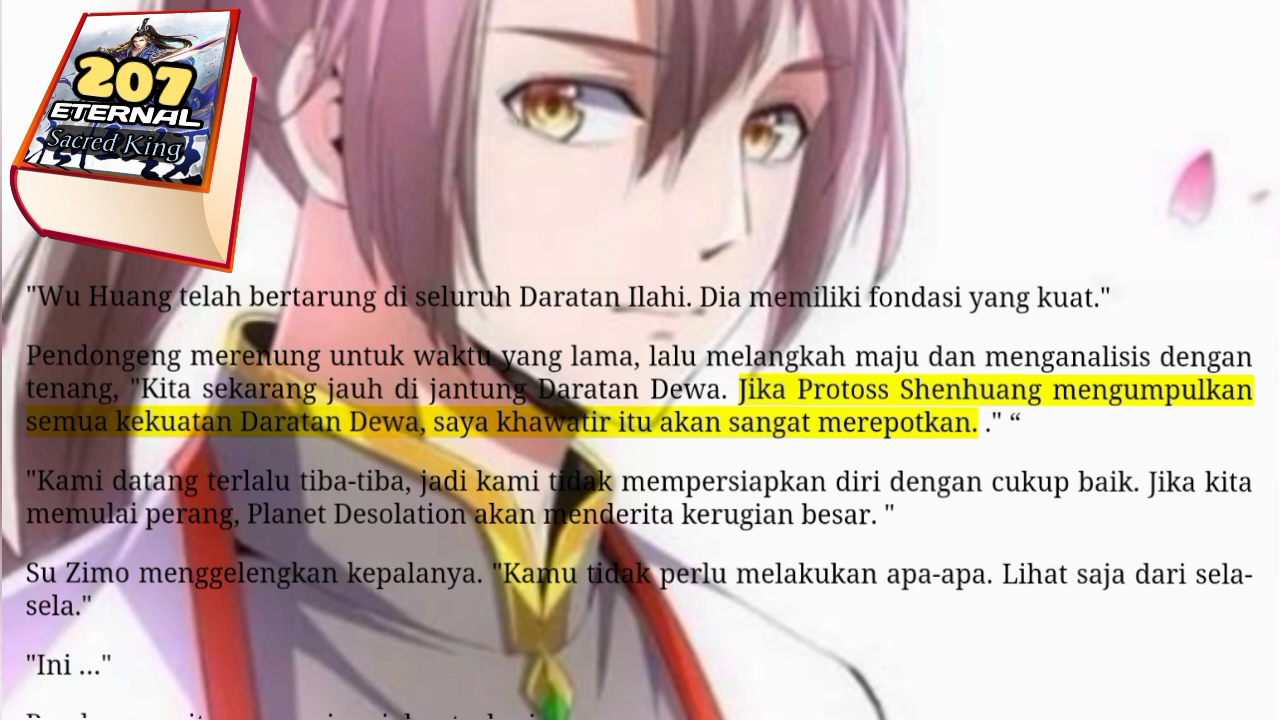 207
ETERNAL
Sacred King
"Wu Huang telah bertarung di seluruh Daratan Ilahi. Dia memiliki fondasi yang kuat."
Pendongeng merenung untuk waktu yang lama, lalu melangkah maju dan menganalisis dengan
tenang, "Kita sekarang jauh di jantung Daratan Dewa. Jika Protoss Shenhuang mengumpulkan
semua kekuatan Daratan Dewa, saya khawatir itu akan sangat merepotkan. ." “
"Kami datang terlalu tiba-tiba, jadi kami tidak mempersiapkan diri dengan cukup baik. Jika kita
memulai perang, Planet Desolation akan menderita kerugian besar. "
Su Zimo menggelengkan kepalanya. "Kamu tidak perlu melakukan apa-apa. Lihat saja dari sela-
sela."
"Ini ..."